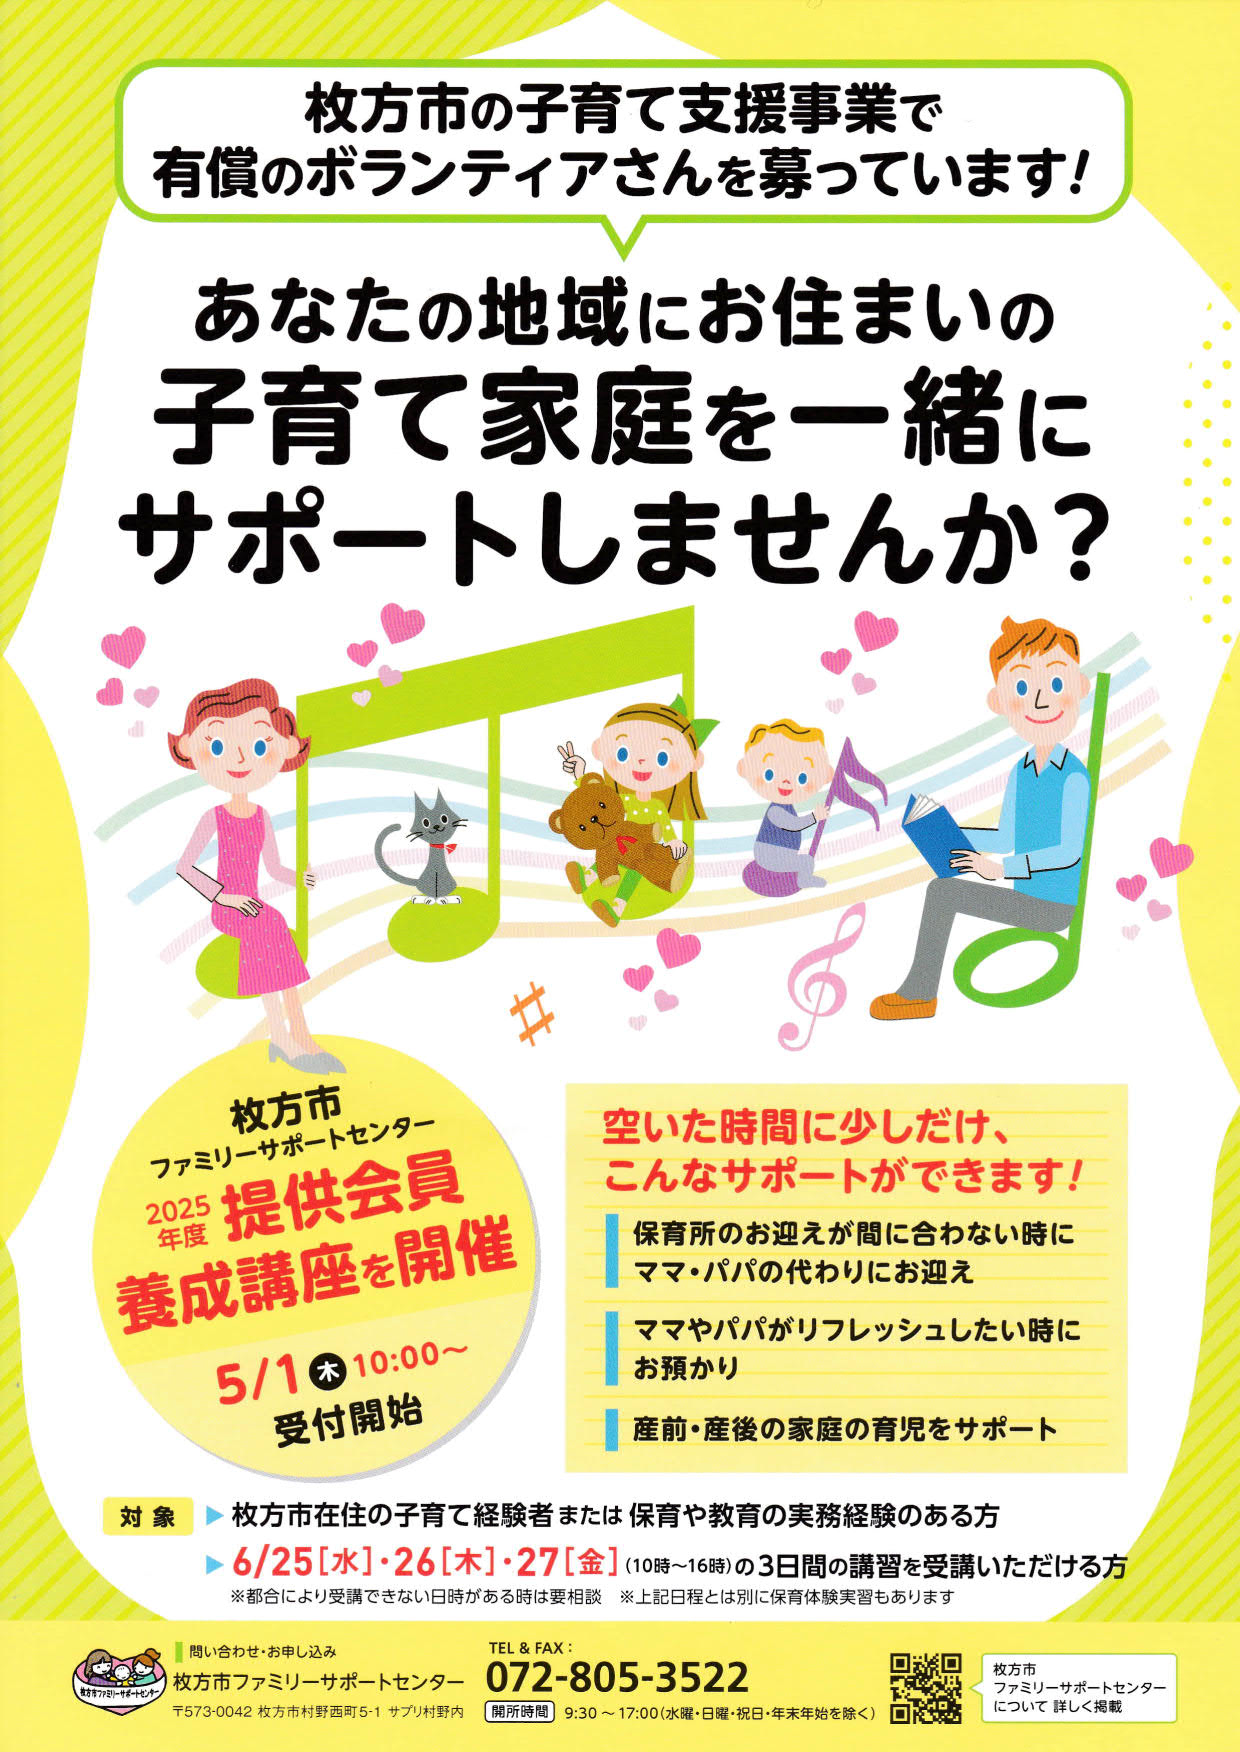 枚方市の子育て支援事業で
有償のボランティアさんを募っています!
あなたの地域にお住まいの
子育て家庭を一緒に
サポートしませんか?
枚方市
ファミリーサポートセンター
2025
年度
提供会員
養成講座を開催
5/1木10:00~
受付開始
空いた時間に少しだけ、
こんなサポートができます!
保育所のお迎えが間に合わない時に
ママ・パパの代わりにお迎え
ママやパパがリフレッシュしたい時に
お預かり
産前・産後の家庭の育児をサポート
対象
▶枚方市在住の子育て経験者または保育や教育の実務経験のある方
▶6/25[水]・26[木]・27[金](10時~16時)の3日間の講習を受講いただける方
※都合により受講できない日時がある時は要相談 ※上記日程とは別に保育体験実習もあります
枚方市ファミリーサポートセンター
問い合わせ・お申し込み
枚方市ファミリーサポートセンター
〒573-0042 枚方市村野西町5-1 サプリ村野内
TEL & FAX:
072-805-3522
開所時間 9:30~17:00(水曜・日曜・祝日・年末年始を除く)
枚方市
ファミリーサポートセンター
について 詳しく掲載